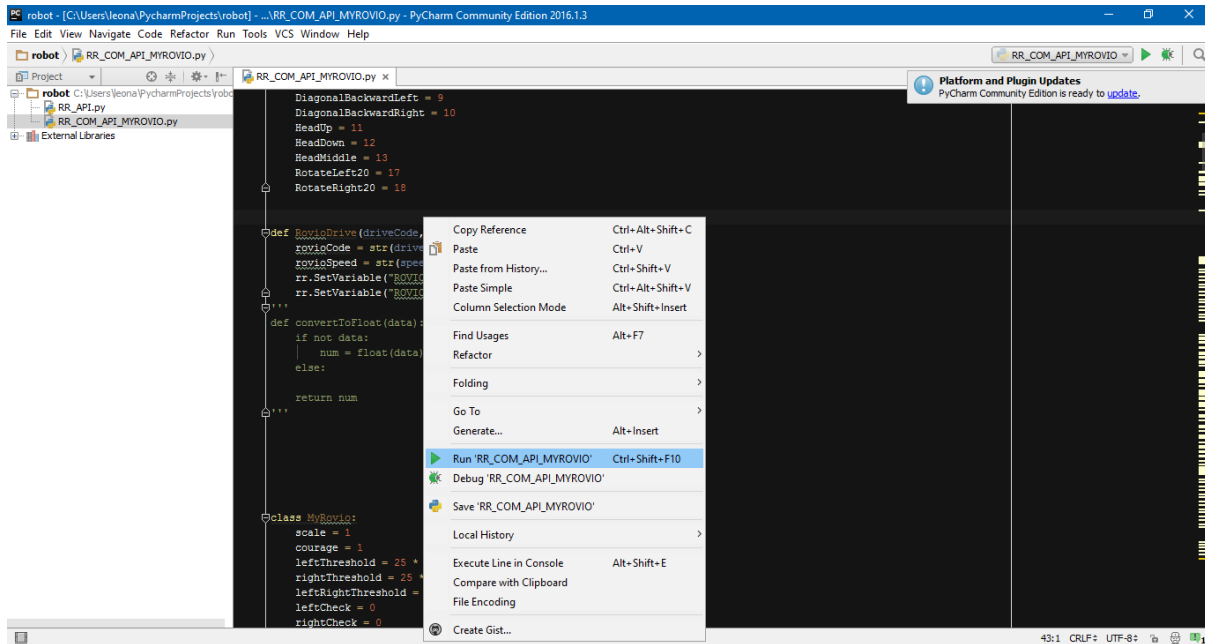 robot - [C:\Users\leona\PycharmProjects\robot] - ...\RR_COM_API_MYROVIO.py - PyCharm Community Edition 2016.1.3
File Edit View Navigate Code Refactor Run Tools VCS Window Help
robot RR_COM_API_MYROVIO.py
RR_COM_API_MYROVIO
Project
RR_COM_API_MYROVIO.py ×
Platform and Plugin Updates
PyCharm Community Edition is ready to update.
robot C:\Users\leona\PycharmProjects\robo
RR_API.py
RR_COM_API_MYROVIO.py
External Libraries
DiagonalBackwardLeft = 9
DiagonalBackwardRight = 10
HeadUp = 11
HeadDown = 12
HeadMiddle = 13
RotateLeft20 = 17
RotateRight20 = 18
def RovioDrive(driveCode,
rovioCode = str(drive
rovioSpeed = str(spee
rr.SetVariable("ROVIO
rr.SetVariable("ROVIO
'''
def convertToFloat(data):
if not data:
num = float(data)
else:
return num
'''
class MyRovio:
scale = 1
courage = 1
leftThreshold = 25 *
rightThreshold = 25 *
leftRightThreshold =
leftCheck = 0
rightCheck = 0
Copy Reference Ctrl+Alt+Shift+C
Paste Ctrl+V
Paste from History... Ctrl+Shift+V
Paste Simple Ctrl+Alt+Shift+V
Column Selection Mode Alt+Shift+Insert
Find Usages Alt+F7
Refactor
Folding
Go To
Generate... Alt+Insert
Run 'RR_COM_API_MYROVIO' Ctrl+Shift+F10
Debug 'RR_COM_API_MYROVIO'
Save 'RR_COM_API_MYROVIO'
Local History
Execute Line in Console Alt+Shift+E
Compare with Clipboard
File Encoding
Create Gist...
43:1 CRLF÷ UTF-8÷ 1